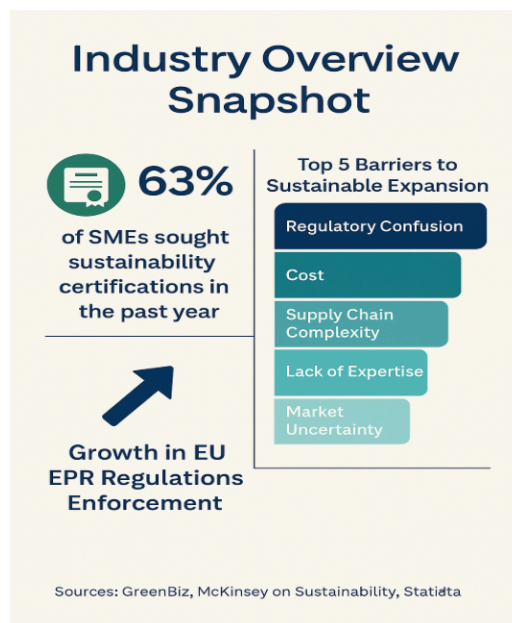 Industry Overview
Snapshot
63%
of SMEs sought
sustainability
certifications in
the past year
Growth in EU
EPR Regulations
Enforcement
Top 5 Barriers to
Sustainable Expansion
Regulatory Confusion
Cost
Supply Chain
Complexity
Lack of Expertise
Market
Uncertainty
Sources: GreenBiz, McKinsey on Sustainability,